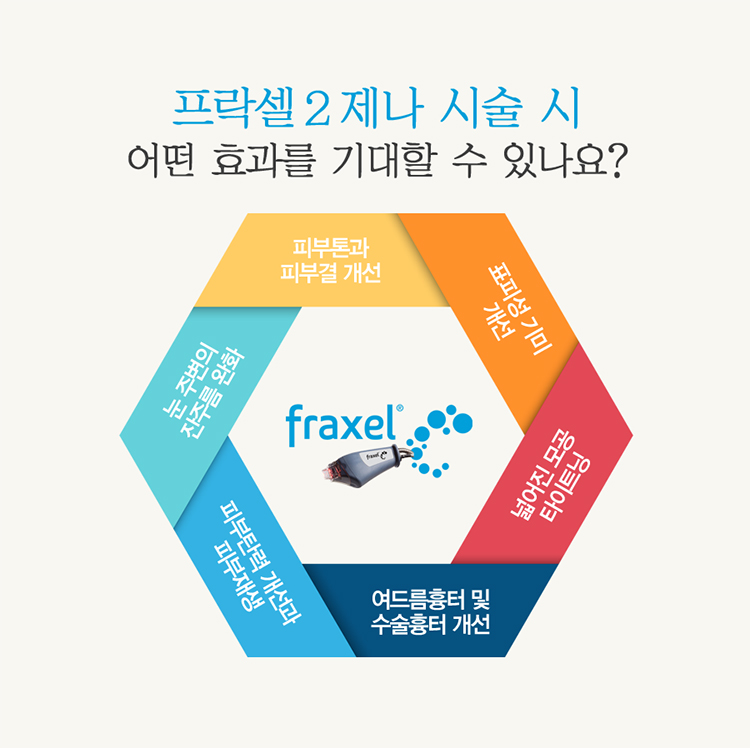 프락셀2제나 시술 시
어떤 효과를 기대할 수 있나요?
피부톤과
피부결 개선
표피성 기미
개선
넓어진 모공
타이트닝
여드름흉터 및
수술흉터 개선
피부탄력 개선과
피부재생
눈 주변의
잔주름 완화
fraxel®
fraxel